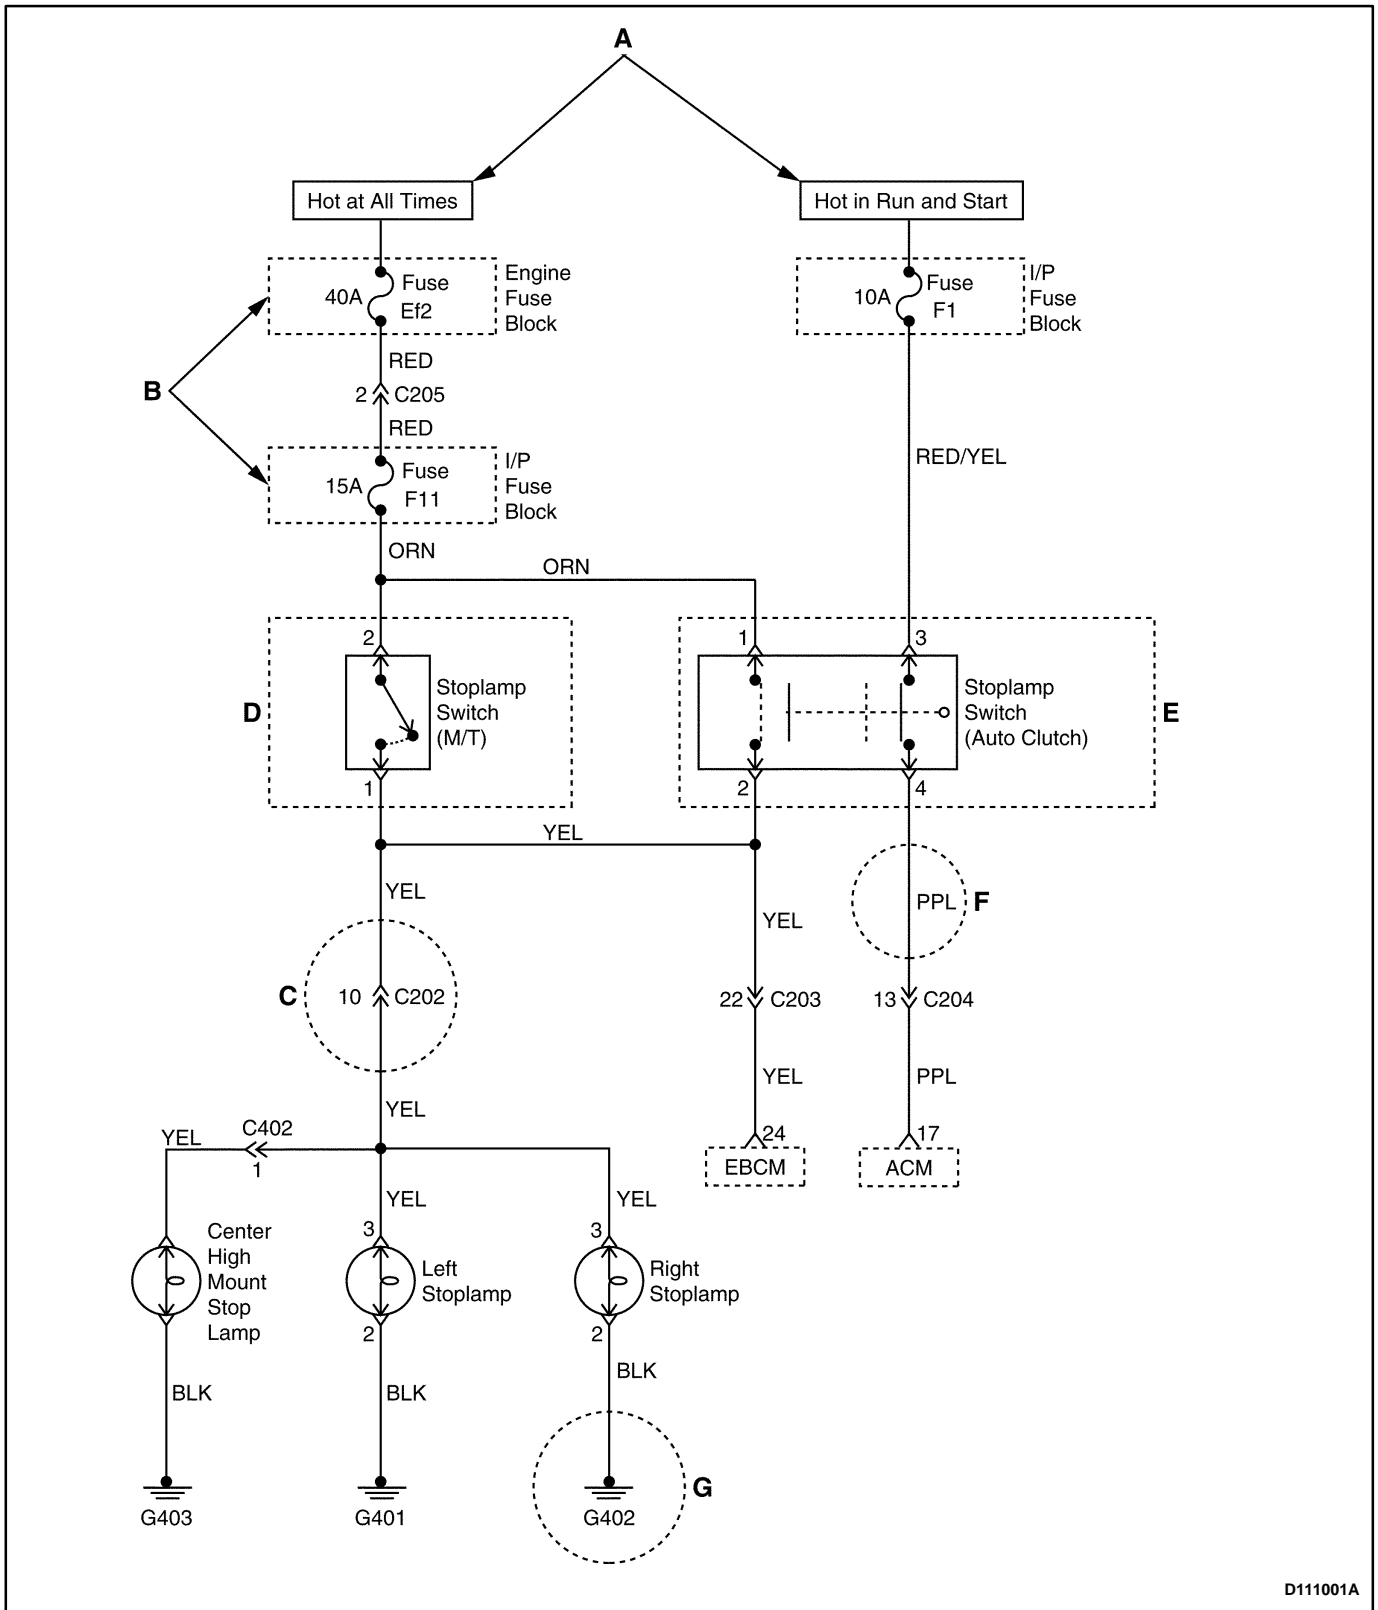 A
Hot at All Times
Hot in Run and Start
40A
Fuse
Ef2
Engine
Fuse
Block
10A
Fuse
F1
I/P
Fuse
Block
RED
B
2
C205
RED
15A
Fuse
F11
I/P
Fuse
Block
RED/YEL
ORN
ORN
2
1
3
D
Stoplamp
Switch
(M/T)
Stoplamp
Switch
(Auto Clutch)
E
1
2
4
YEL
YEL
YEL
PPL
F
C
10
C202
22
C203
13
C204
YEL
PPL
YEL
YEL
C402
1
24
EBCM
17
ACM
YEL
YEL
Center
High
Mount
Stop
Lamp
3
Left
Stoplamp
2
3
Right
Stoplamp
2
BLK
BLK
BLK
G403
G401
G402
G
D111001A